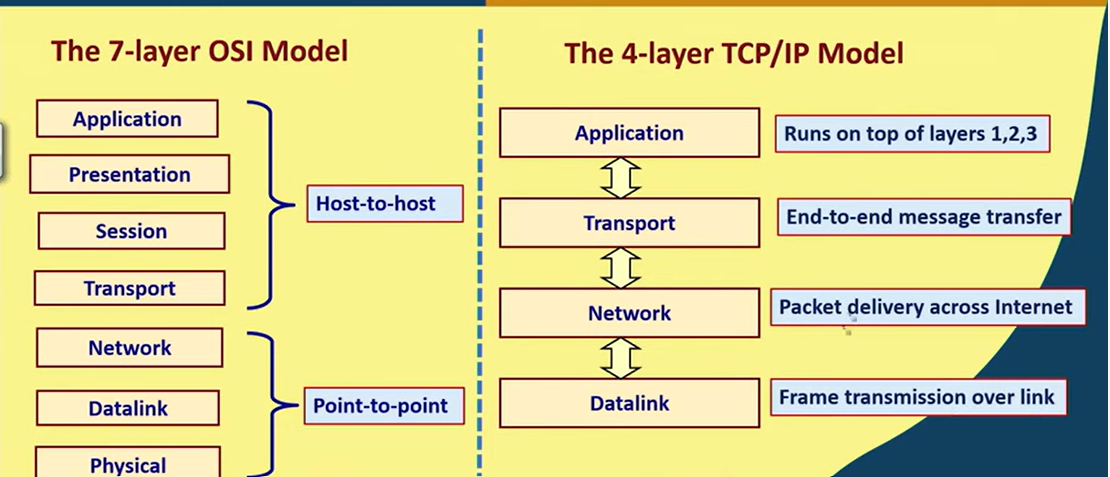 The 7-layer OSI Model
Application
Presentation
Session
Transport
Host-to-host
Network
Datalink
Physical
Point-to-point
The 4-layer TCP/IP Model
Application
Runs on top of layers 1,2,3
Transport
End-to-end message transfer
Network
Packet delivery across Internet
Datalink
Frame transmission over link